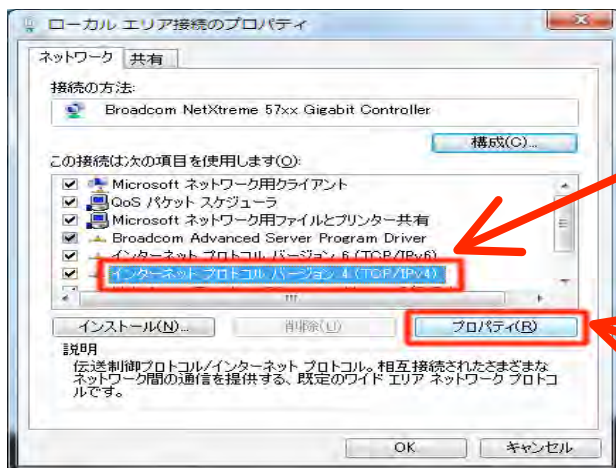 ローカル エリア接続のプロパティ
ネットワーク 共有
接続の方法:
Broadcom NetXtreme 57xx Gigabit Controller
構成(C)...
この接続は次の項目を使用します(O):
Microsoft ネットワーク用クライアント
QoS パケット スケジューラ
Microsoft ネットワーク用ファイルとプリンター共有
Broadcom Advanced Server Program Driver
インターネット プロトコル バージョン 6 (TCP/IPv6)
インターネット プロトコル バージョン 4 (TCP/IPv4)
インストール(N)... 削除(U) プロパティ(R)
説明
伝送制御プロトコル/インターネット プロトコル。相互接続されたさまざまな
ネットワーク間の通信を提供する、既定のワイド エリア ネットワーク プロトコ
ルです。
OK キャンセル